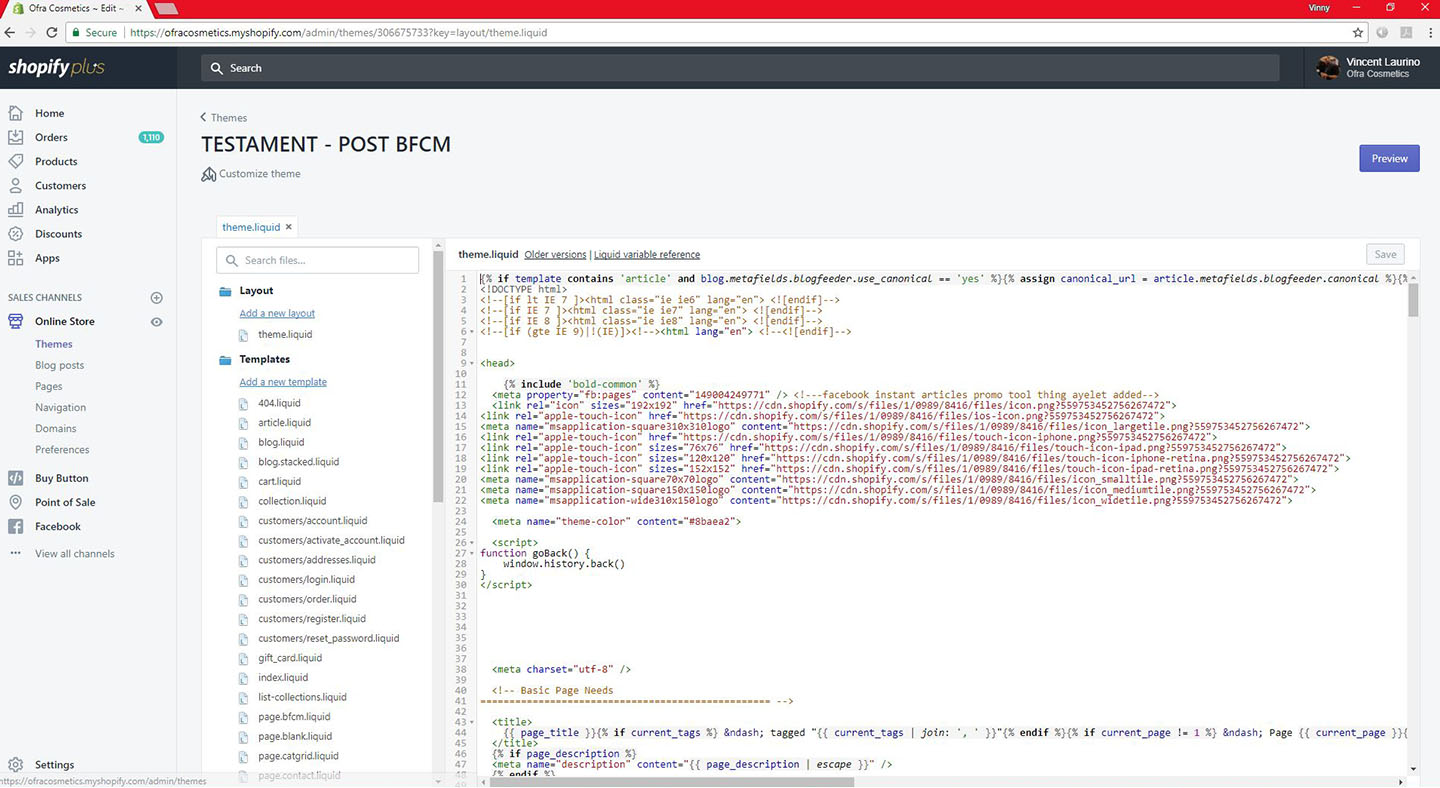 Ofra Cosmetics ~ Edit ~
Vinny
Secure https://ofracosmetics.myshopify.com/admin/themes/306675733?key=layout/theme.liquid
shopify plus
Search
Vincent Laurino
Ofra Cosmetics
Home
Orders 1,110
Products
Customers
Analytics
Discounts
Apps
SALES CHANNELS
Online Store
Themes
Blog posts
Pages
Navigation
Domains
Preferences
Buy Button
Point of Sale
Facebook
View all channels
Settings
https://ofracosmetics.myshopify.com/admin/themes
Themes
TESTAMENT - POST BFCM
Customize theme
Preview
theme.liquid
Search files...
Layout
Add a new layout
theme.liquid
Templates
Add a new template
404.liquid
article.liquid
blog.liquid
blog.stacked.liquid
cart.liquid
collection.liquid
customers/account.liquid
customers/activate_account.liquid
customers/addresses.liquid
customers/login.liquid
customers/order.liquid
customers/register.liquid
customers/reset_password.liquid
gift_card.liquid
index.liquid
list-collections.liquid
page.bfcm.liquid
page.blank.liquid
page.catgrid.liquid
page.contact.liquid
theme.liquid Older versions | Liquid variable reference
Save
1 {% if template contains 'article' and blog.metafields.blogfeeder.use_canonical == 'yes' %}{% assign canonical_url = article.metafields.blogfeeder.canonical %}{%
2 <!DOCTYPE html>
3 <!--[if lt IE 7 ]><html class="ie ie6" lang="en"> <![endif]-->
4 <!--[if IE 7 ]><html class="ie ie7" lang="en"> <![endif]-->
5 <!--[if IE 8 ]><html class="ie ie8" lang="en"> <![endif]-->
6 <!--[if (gte IE 9)|!(IE)]><!--><html lang="en"> <!--<![endif]-->
7
8
9 <head>
10
11 {% include 'bold-common' %}
12 <meta property="fb:pages" content="149004249771" /> <!---facebook instant articles promo tool thing ayelet added-->
13 <link rel="icon" sizes="192x192" href="https://cdn.shopify.com/s/files/1/0989/8416/files/icon.png?5597534527562674​72">
14 <link rel="apple-touch-icon" href="https://cdn.shopify.com/s/files/1/0989/8416/files/ios-icon.png?559753452756267472">
15 <meta name="msapplication-square310x310logo" content="https://cdn.shopify.com/s/files/1/0989/8416/files/icon_largetile.png?559753452756267472">
16 <link rel="apple-touch-icon" href="https://cdn.shopify.com/s/files/1/0989/8416/files/touch-icon-iphone.png?559753452756267472">
17 <link rel="apple-touch-icon" sizes="76x76" href="https://cdn.shopify.com/s/files/1/0989/8416/files/touch-icon-ipad.png?559753452756267472">
18 <link rel="apple-touch-icon" sizes="120x120" href="https://cdn.shopify.com/s/files/1/0989/8416/files/touch-icon-iphone-retina.png?559753452756267472">
19 <link rel="apple-touch-icon" sizes="152x152" href="https://cdn.shopify.com/s/files/1/0989/8416/files/touch-icon-ipad-retina.png?559753452756267472">
20 <meta name="msapplication-square70x70logo" content="https://cdn.shopify.com/s/files/1/0989/8416/files/icon_smalltile.png?559753452756267472">
21 <meta name="msapplication-square150x150logo" content="https://cdn.shopify.com/s/files/1/0989/8416/files/icon_mediumtile.png?559753452756267472">
22 <meta name="msapplication-wide310x150logo" content="https://cdn.shopify.com/s/files/1/0989/8416/files/icon_widetile.png?559753452756267472">
23
24 <meta name="theme-color" content="#8baea2">
25
26 <script>
27 function goBack() {
28 window.history.back()
29 }
30 </script>
31
32
33
34
35
36
37
38 <meta charset="utf-8" />
39
40 <!-- Basic Page Needs
41 ================================================== -->
42
43 <title>
44 {{ page_title }}{% if current_tags %} &ndash; tagged "{{ current_tags | join: ', ' }}"{% endif %}{% if current_page != 1 %} &ndash; Page {{ current_page }}{
45 </title>
46 {% if page_description %}
47 <meta name="description" content="{{ page_description | escape }}" />
48 {% endif %}
49